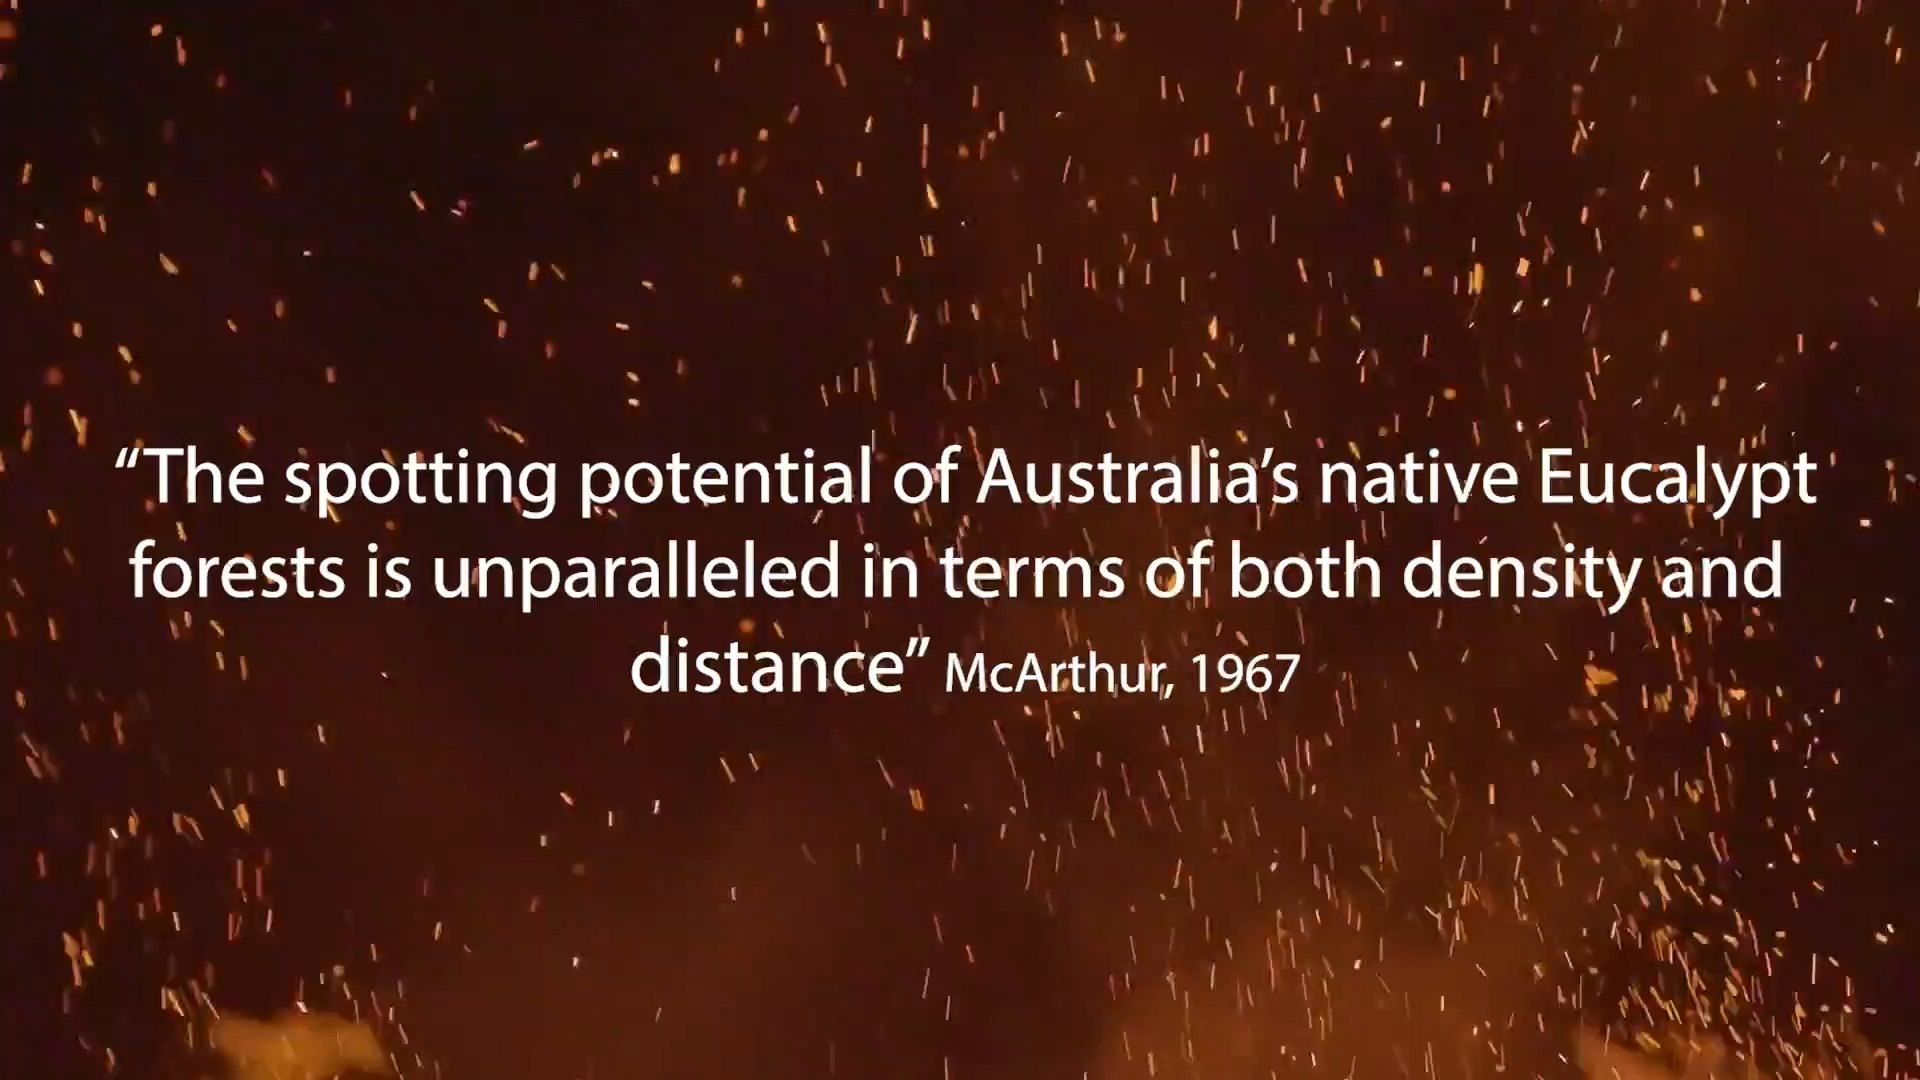 “The spotting potential of Australia’s native Eucalypt
forests is unparalleled in terms of both density and
distance” McArthur, 1967